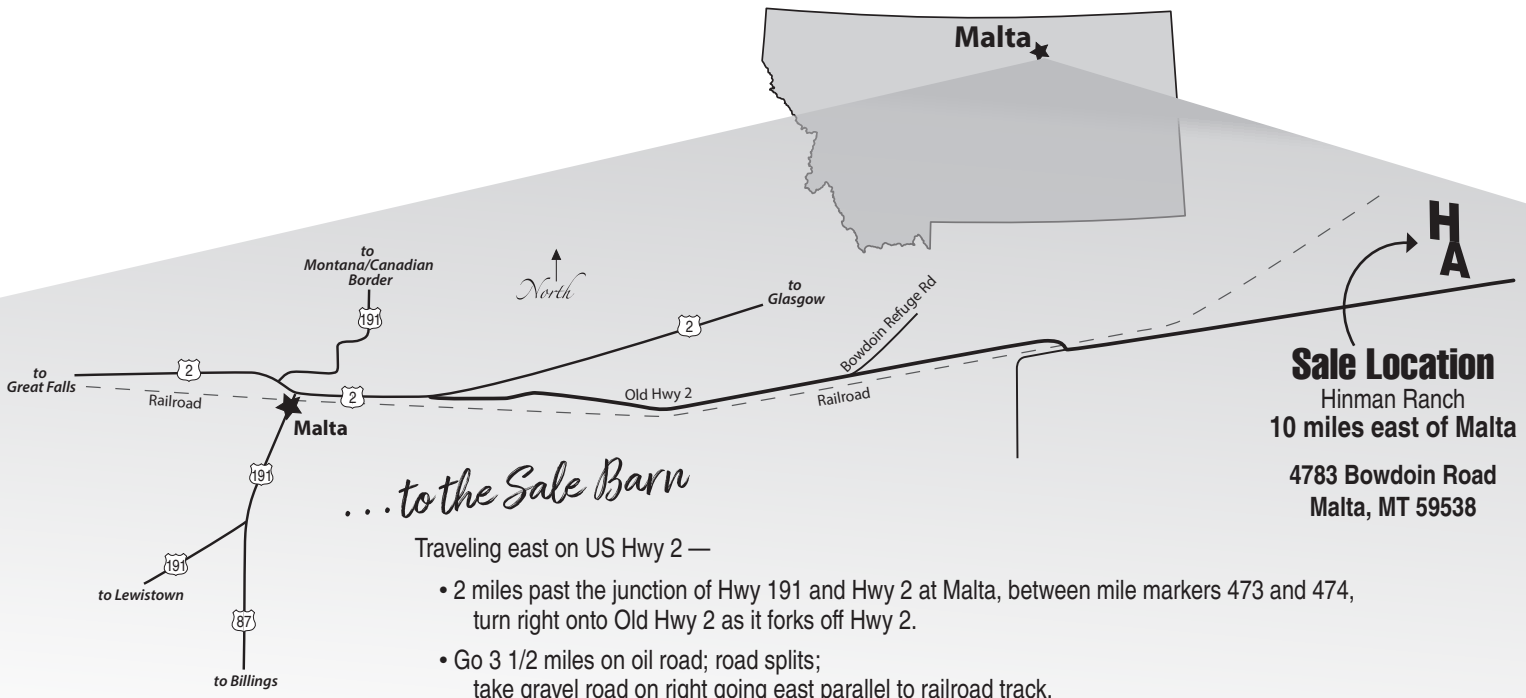 Malta
to
Montana/Canadian
Border
191
North
to
Glasgow
2
Bowdoin Refuge Rd
H
A
to
Great Falls
2
Railroad
2
Old Hwy 2
Railroad
Malta
Sale Location
Hinman Ranch
10 miles east of Malta
4783 Bowdoin Road
Malta, MT 59538
191
191
to Lewistown
87
to Billings
...to the Sale Barn
Traveling east on US Hwy 2 —
• 2 miles past the junction of Hwy 191 and Hwy 2 at Malta, between mile markers 473 and 474,
turn right onto Old Hwy 2 as it forks off Hwy 2.
• Go 3 1/2 miles on oil road; road splits;
take gravel road on right going east parallel to railroad track.